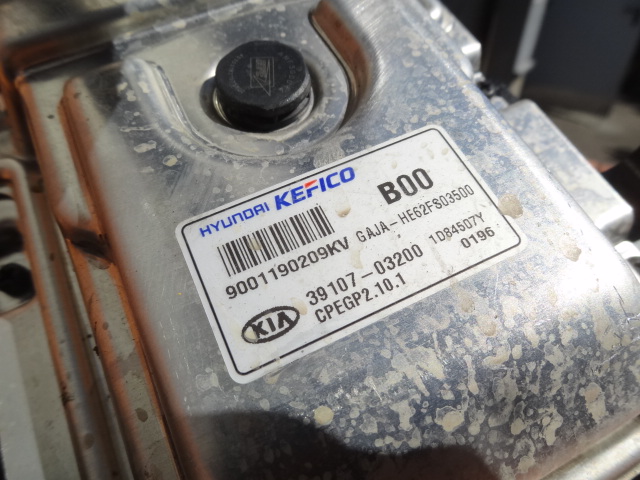 HYUNDAI KEFICO B00
9001190209KV GAJA-HE62FS03500
39107-03200 1D84507Y
KIA CPEGP2.10.1 0196